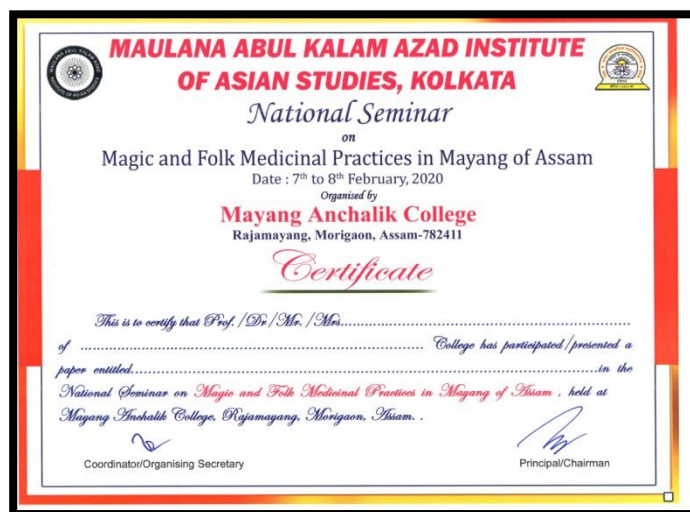 MAULANA ABUL KALAM AZAD INSTITUTE
OF ASIAN STUDIES, KOLKATA
National Seminar
on
Magic and Folk Medicinal Practices in Mayang of Assam
Date : 7th to 8th February, 2020
Organised by
Mayang Anchalik College
Rajamayang, Morigaon, Assam-782411
Certificate
This is to certify that Prof. /Dr /Mr. /Mrs..........................................................................
of ........................................................................................ College has participated/presented a
paper entitled......................................................................................................................in the
National Seminar on Magic and Folk Medicinal Practices in Mayang of Assam , held at
Mayang Anchalik College, Rajamayang, Morigaon, Assam. .
Coordinator/Organising Secretary
Principal/Chairman